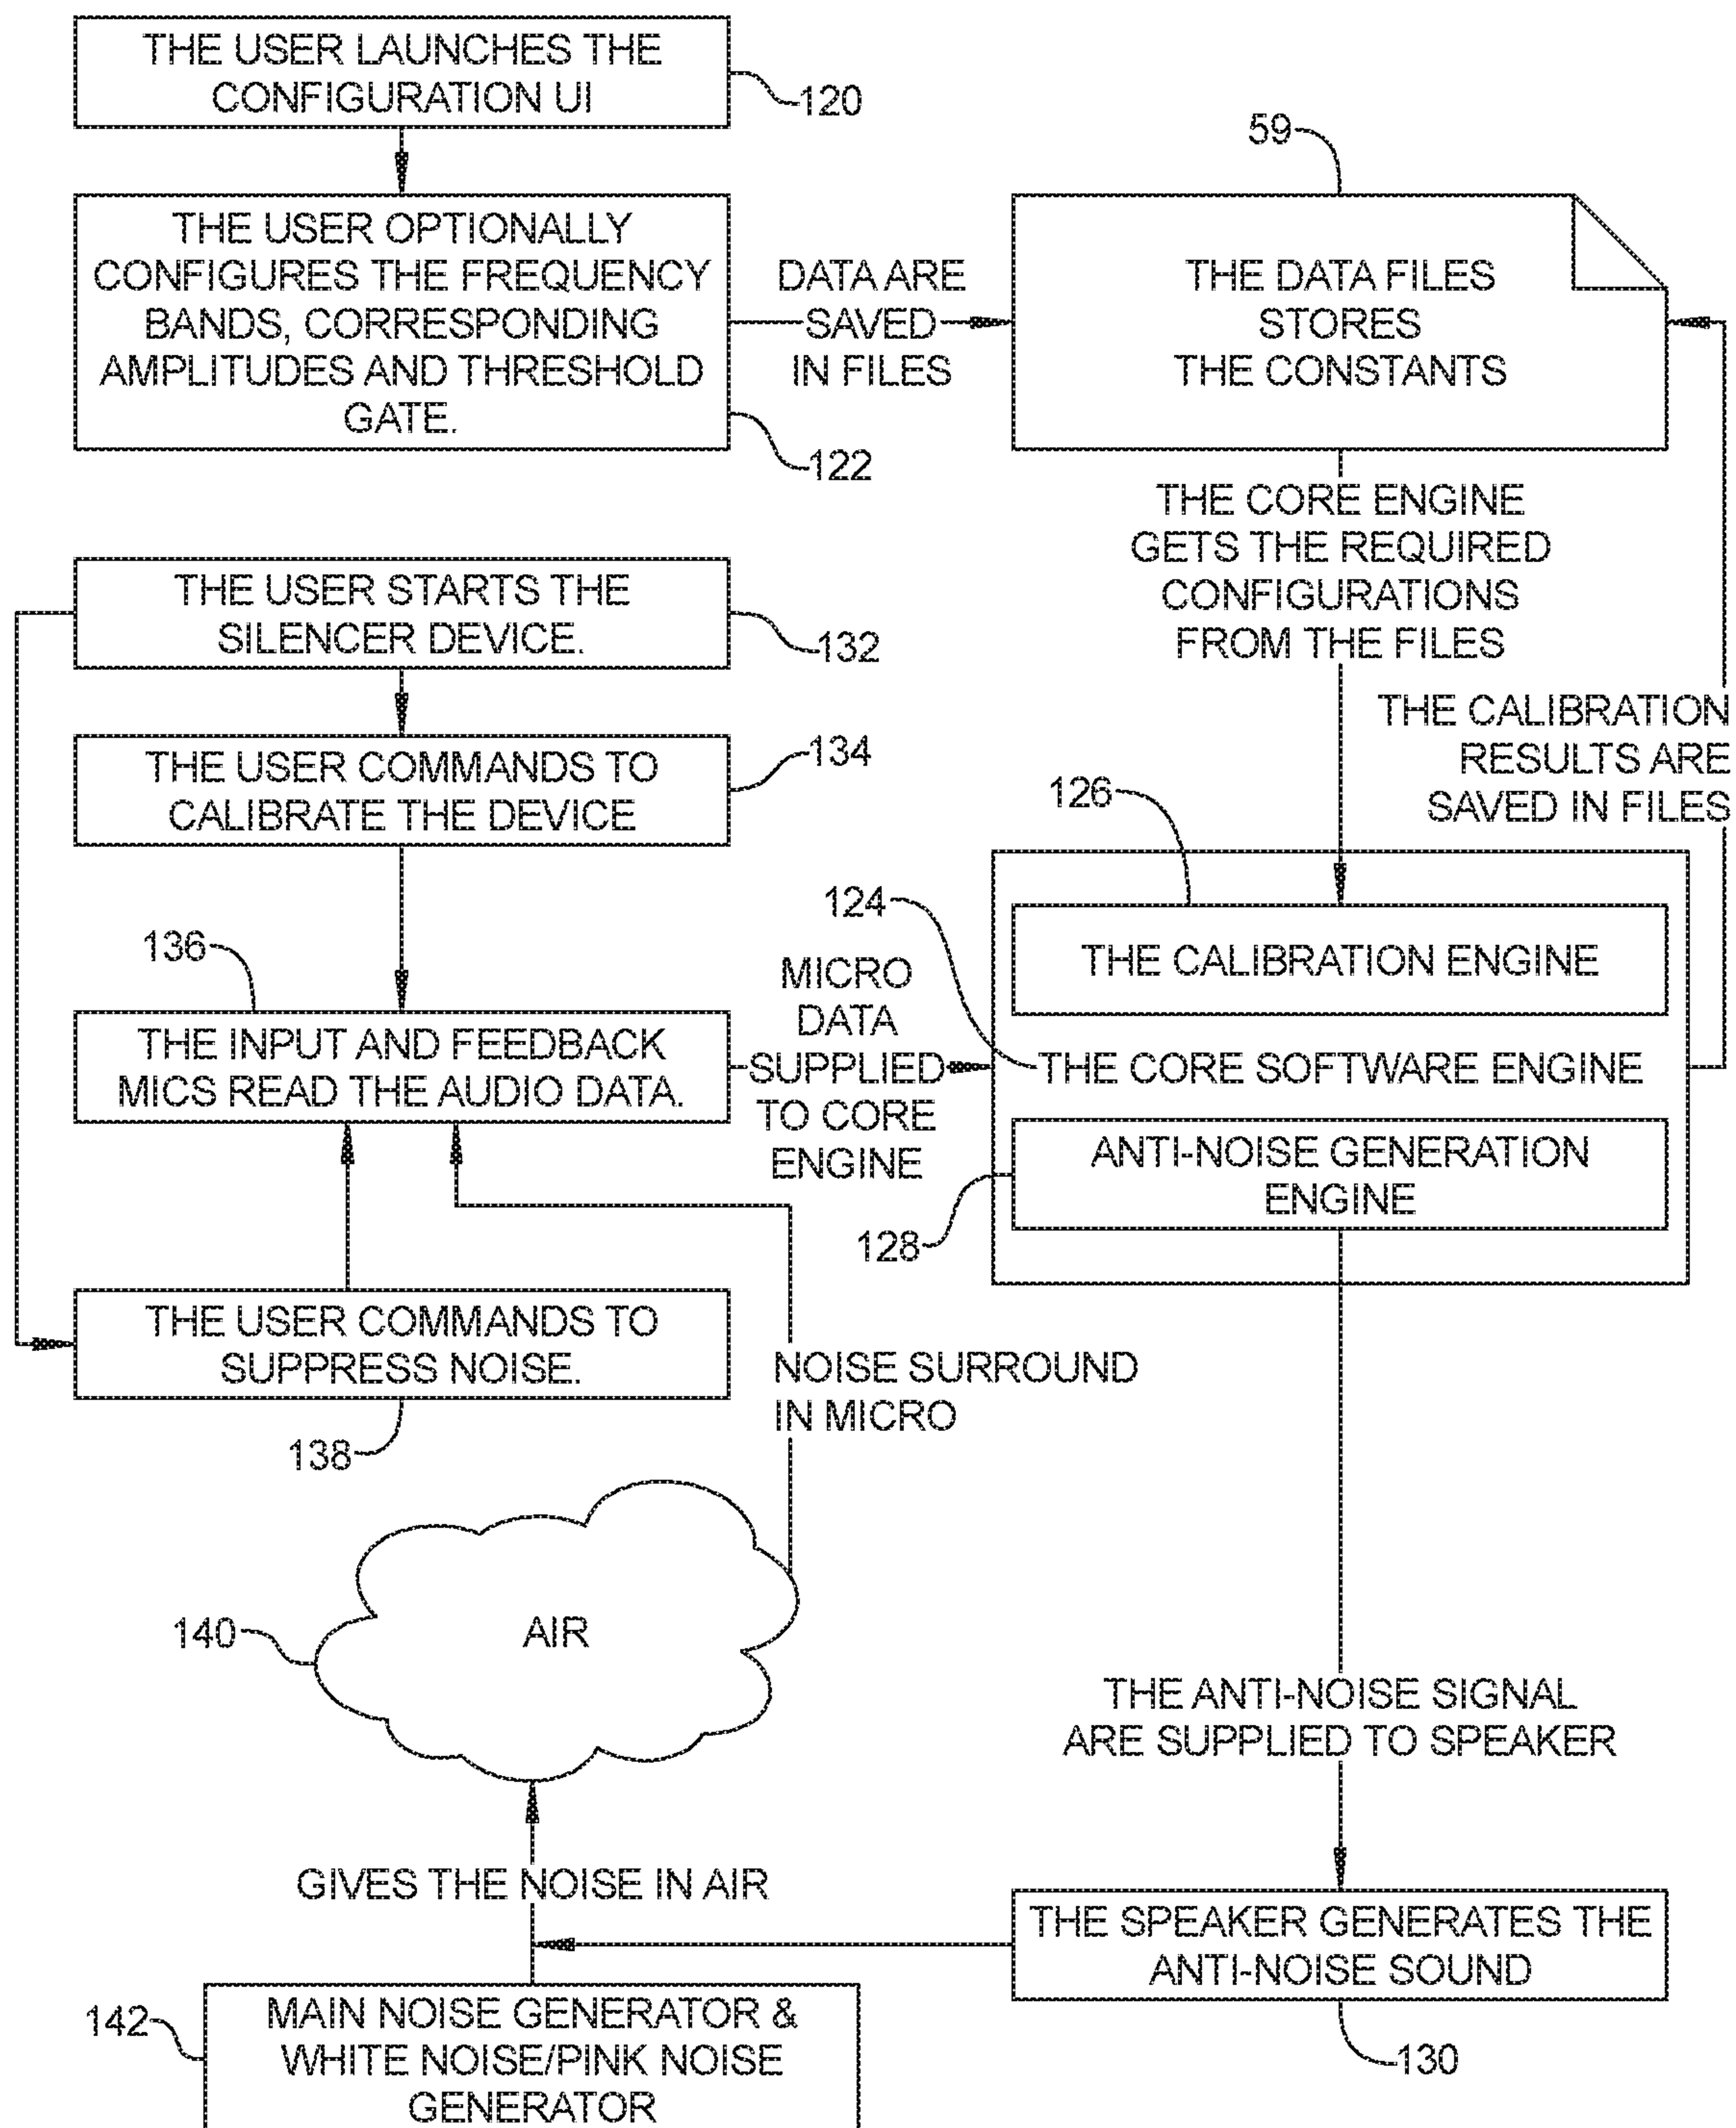 THE USER LAUNCHES THE
CONFIGURATION UI
120
THE USER OPTIONALLY
CONFIGURES THE FREQUENCY
BANDS, CORRESPONDING
AMPLITUDES AND THRESHOLD
GATE.
122
DATA ARE
SAVED
IN FILES
59
THE DATA FILES
STORES
THE CONSTANTS
THE CORE ENGINE
GETS THE REQUIRED
CONFIGURATIONS
FROM THE FILES
THE CALIBRATION
RESULTS ARE
SAVED IN FILES
THE USER STARTS THE
SILENCER DEVICE.
132
THE USER COMMANDS TO
CALIBRATE THE DEVICE
134
136
THE INPUT AND FEEDBACK
MICS READ THE AUDIO DATA.
MICRO
DATA
SUPPLIED
TO CORE
ENGINE
126
THE CALIBRATION ENGINE
124
THE CORE SOFTWARE ENGINE
ANTI-NOISE GENERATION
ENGINE
128
THE USER COMMANDS TO
SUPPRESS NOISE.
138
NOISE SURROUND
IN MICRO
AIR
140
THE ANTI-NOISE SIGNAL
ARE SUPPLIED TO SPEAKER
GIVES THE NOISE IN AIR
THE SPEAKER GENERATES THE
ANTI-NOISE SOUND
130
142
MAIN NOISE GENERATOR &
WHITE NOISE/PINK NOISE
GENERATOR